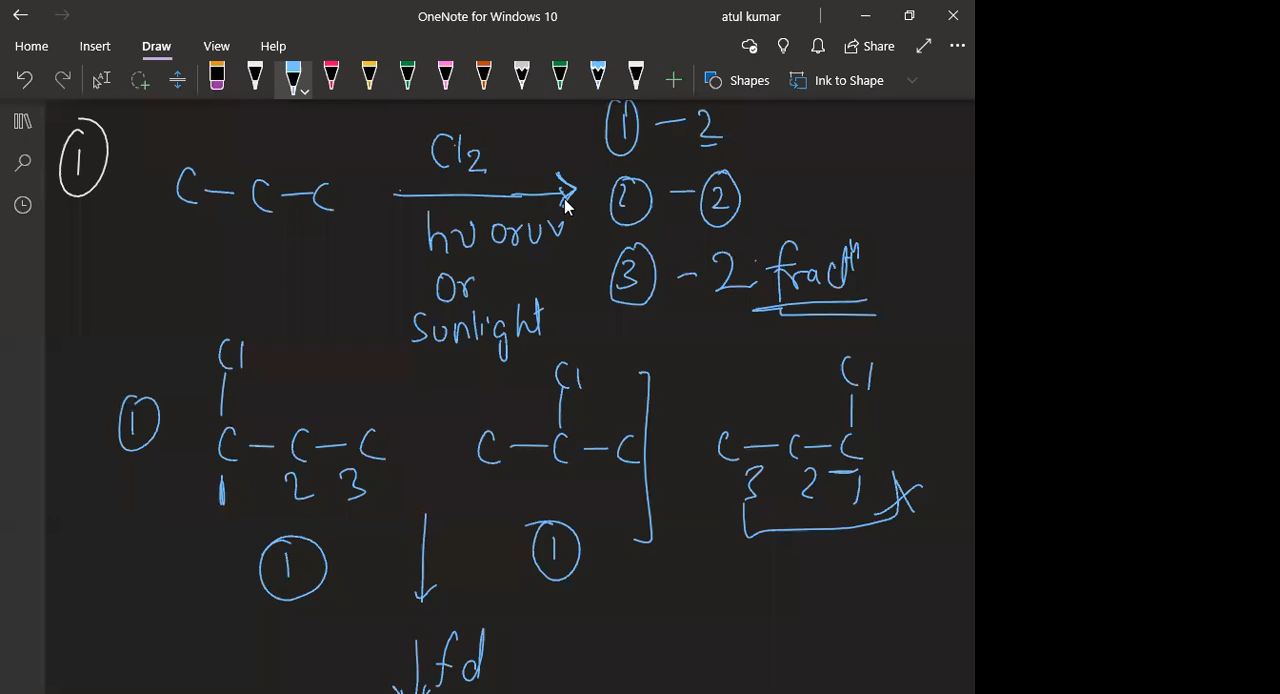 OneNote for Windows 10
atul kumar
Home Insert Draw View Help
Share
Shapes
Ink to Shape
1
C - C - C
Cl2
hν or uv
or
sunlight
1 - 2
2 - 2
3 - 2 fractn
1
Cl
C - C - C
1 2 3
1
Cl
C - C - C
1
Cl
C - C - C
3 2 1
fd